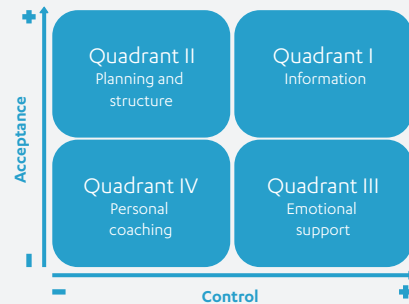 +
Acceptance
Quadrant II
Planning and
structure
Quadrant I
Information
Quadrant IV
Personal
coaching
Quadrant III
Emotional
support
–
–
Control
+